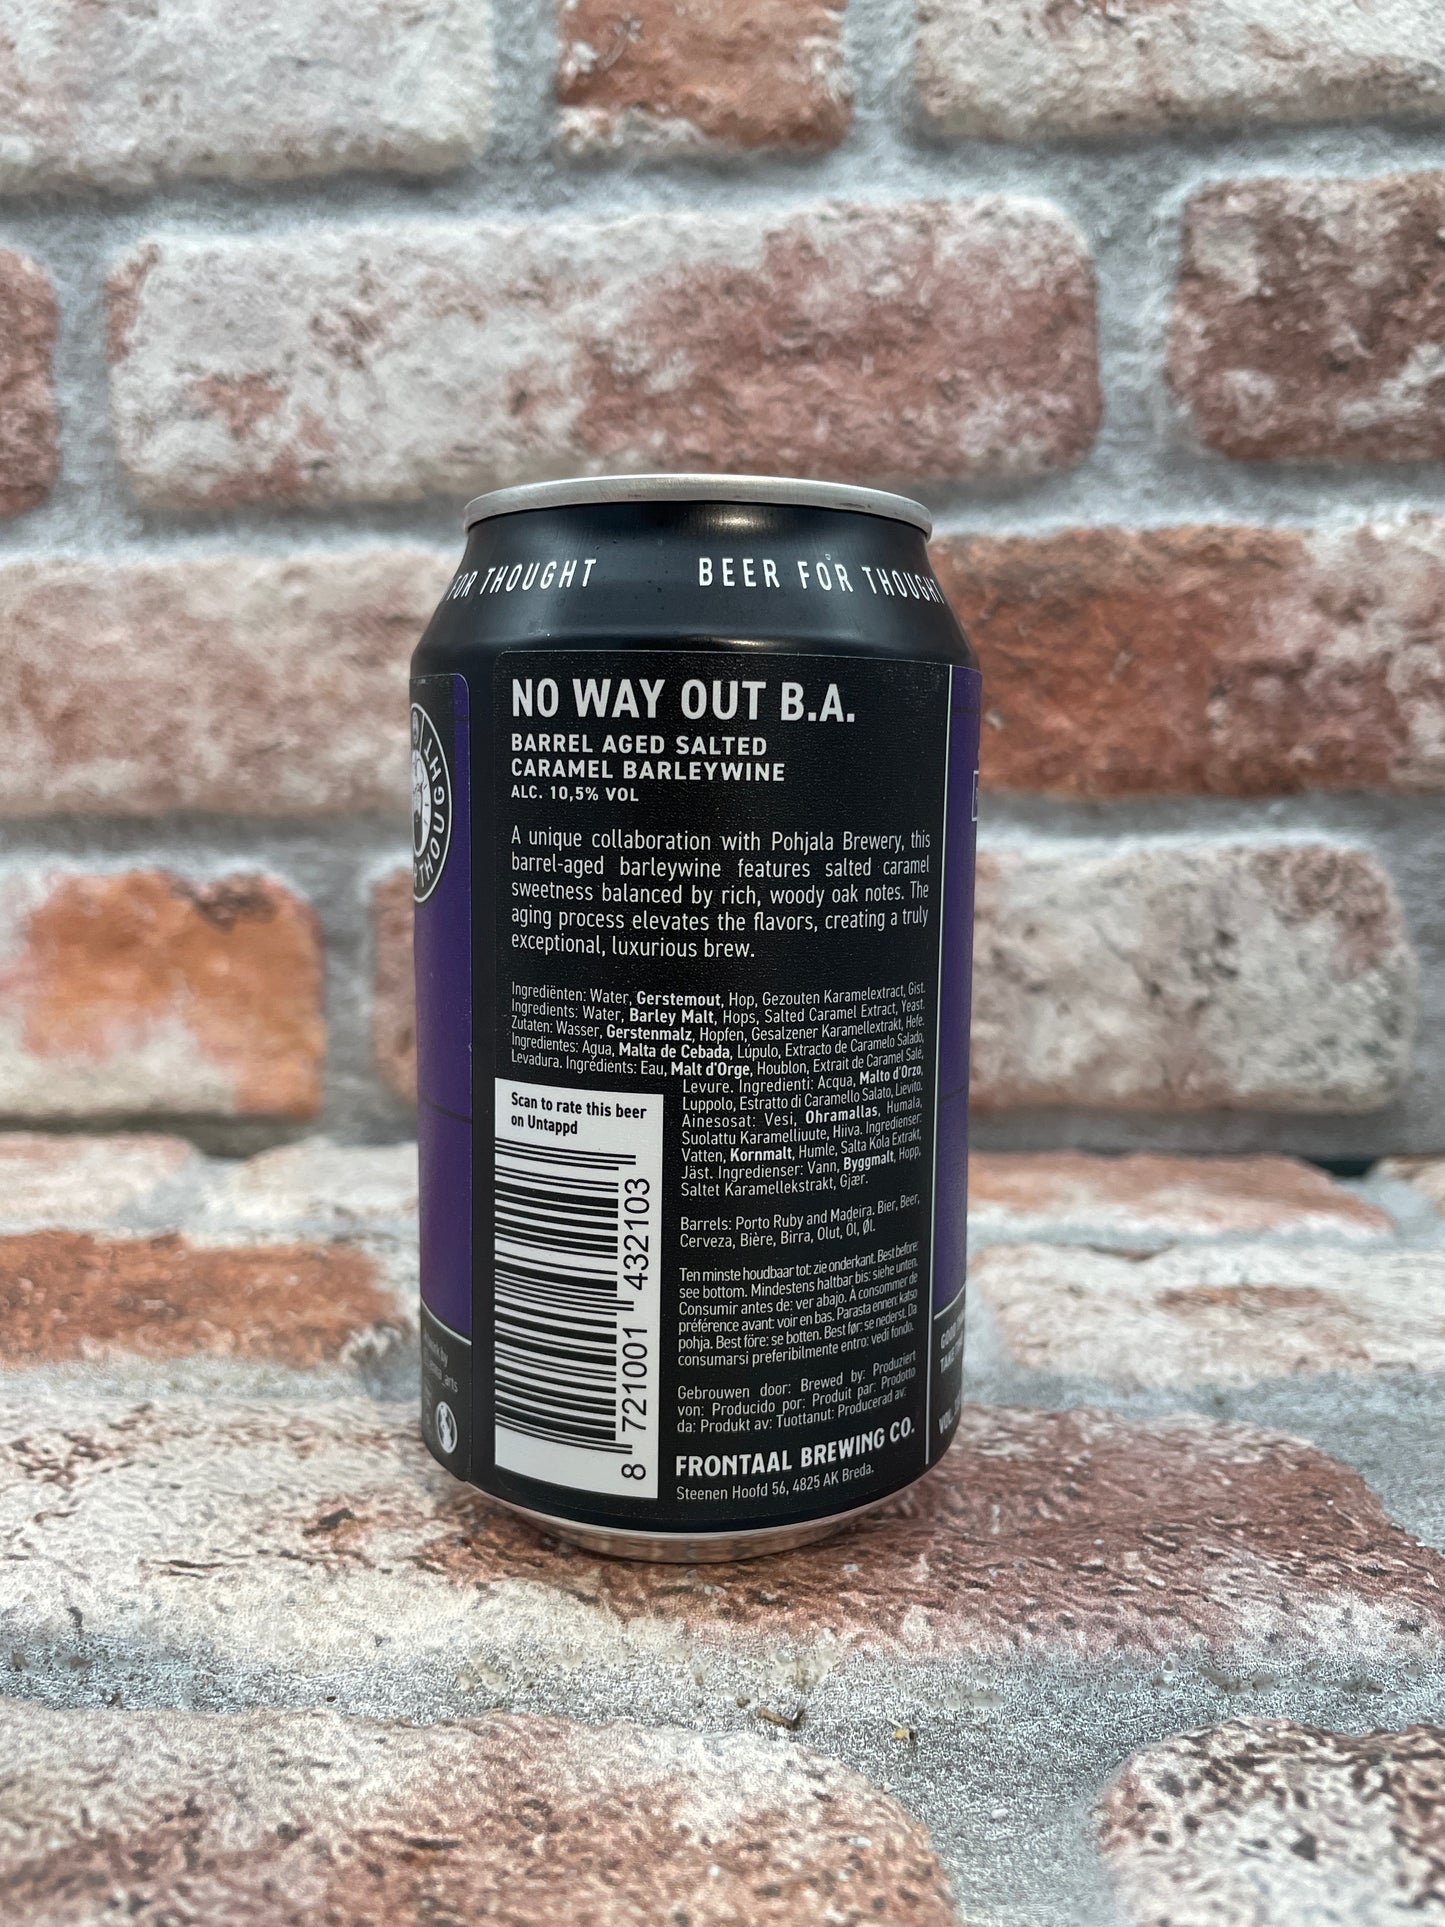 FOR THOUGHT
BEER FOR THOUGHT
THOUGHT
NO WAY OUT B.A.
BARREL AGED SALTED
CARAMEL BARLEYWINE
ALC. 10,5% VOL
A unique collaboration with Pohjala Brewery, this
barrel-aged barleywine features salted caramel
sweetness balanced by rich, woody oak notes. The
aging process elevates the flavors, creating a truly
exceptional, luxurious brew.
Ingrediënten: Water, Gerstemout, Hop, Gezouten Karamelextract, Gist.
Ingredients: Water, Barley Malt, Hops, Salted Caramel Extract, Yeast.
Zutaten: Wasser, Gerstenmalz, Hopfen, Gesalzener Karamellextrakt, Hefe.
Ingredientes: Agua, Malta de Cebada, Lúpulo, Extracto de Caramelo Salado,
Levadura. Ingrédients: Eau, Malt d'Orge, Houblon, Extrait de Caramel Salé,
Levure. Ingredienti: Acqua, Malto d'Orzo,
Luppolo, Estratto di Caramello Salato, Lievito.
Ainesosat: Vesi, Ohramallas, Humala,
Suolattu Karamelliuute, Hiiva. Ingredienser:
Vatten, Kornmalt, Humle, Salta Kola Extrakt,
Jäst. Ingredienser: Vann, Byggmalt, Hopp,
Saltet Karamellekstrakt, Gjær.
Barrels: Porto Ruby and Madeira. Bier, Beer,
Cerveza, Bière, Birra, Olut, Öl, Øl.
Ten minste houdbaar tot: zie onderkant. Best before:
see bottom. Mindestens haltbar bis: siehe unten.
Consumir antes de: ver abajo. À consommer de
préférence avant: voir en bas. Parasta ennen: katso
pohja. Best före: se botten. Best før: se nederst. Da
consumarsi preferibilmente entro: vedi fondo.
Gebrouwen door: Brewed by: Produziert
von: Producido por: Produit par: Prodotto
da: Produkt av: Tuottanut: Producerad av:
FRONTAAL BREWING CO.
Steenen Hoofd 56, 4825 AK Breda.
Scan to rate this beer
on Untappd
8 721001 432103
by
_arts
GOOD
TAKE
VOL.